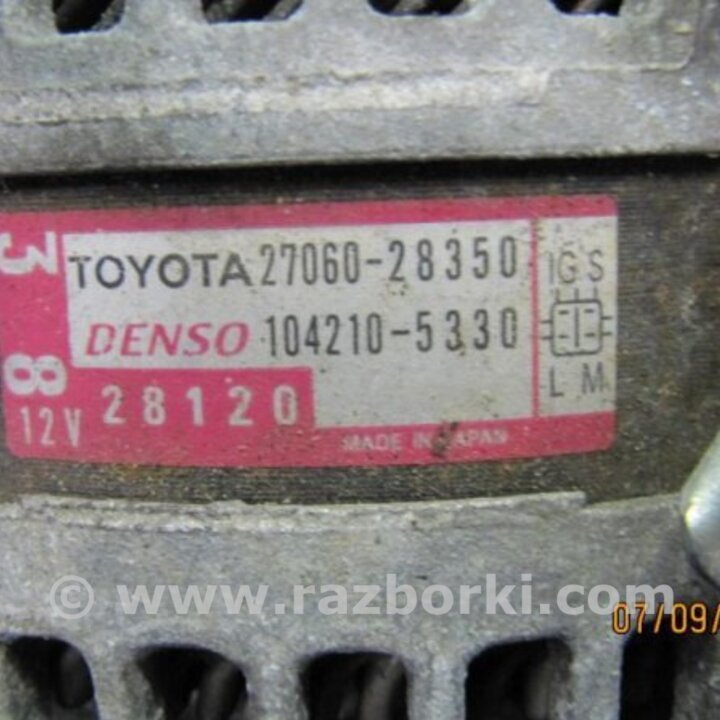 3 TOYOTA 27060-28350 IG S
8 DENSO 104210-5330
L M
12V 28120
MADE IN JAPAN
© www.razborki.com
07/09/